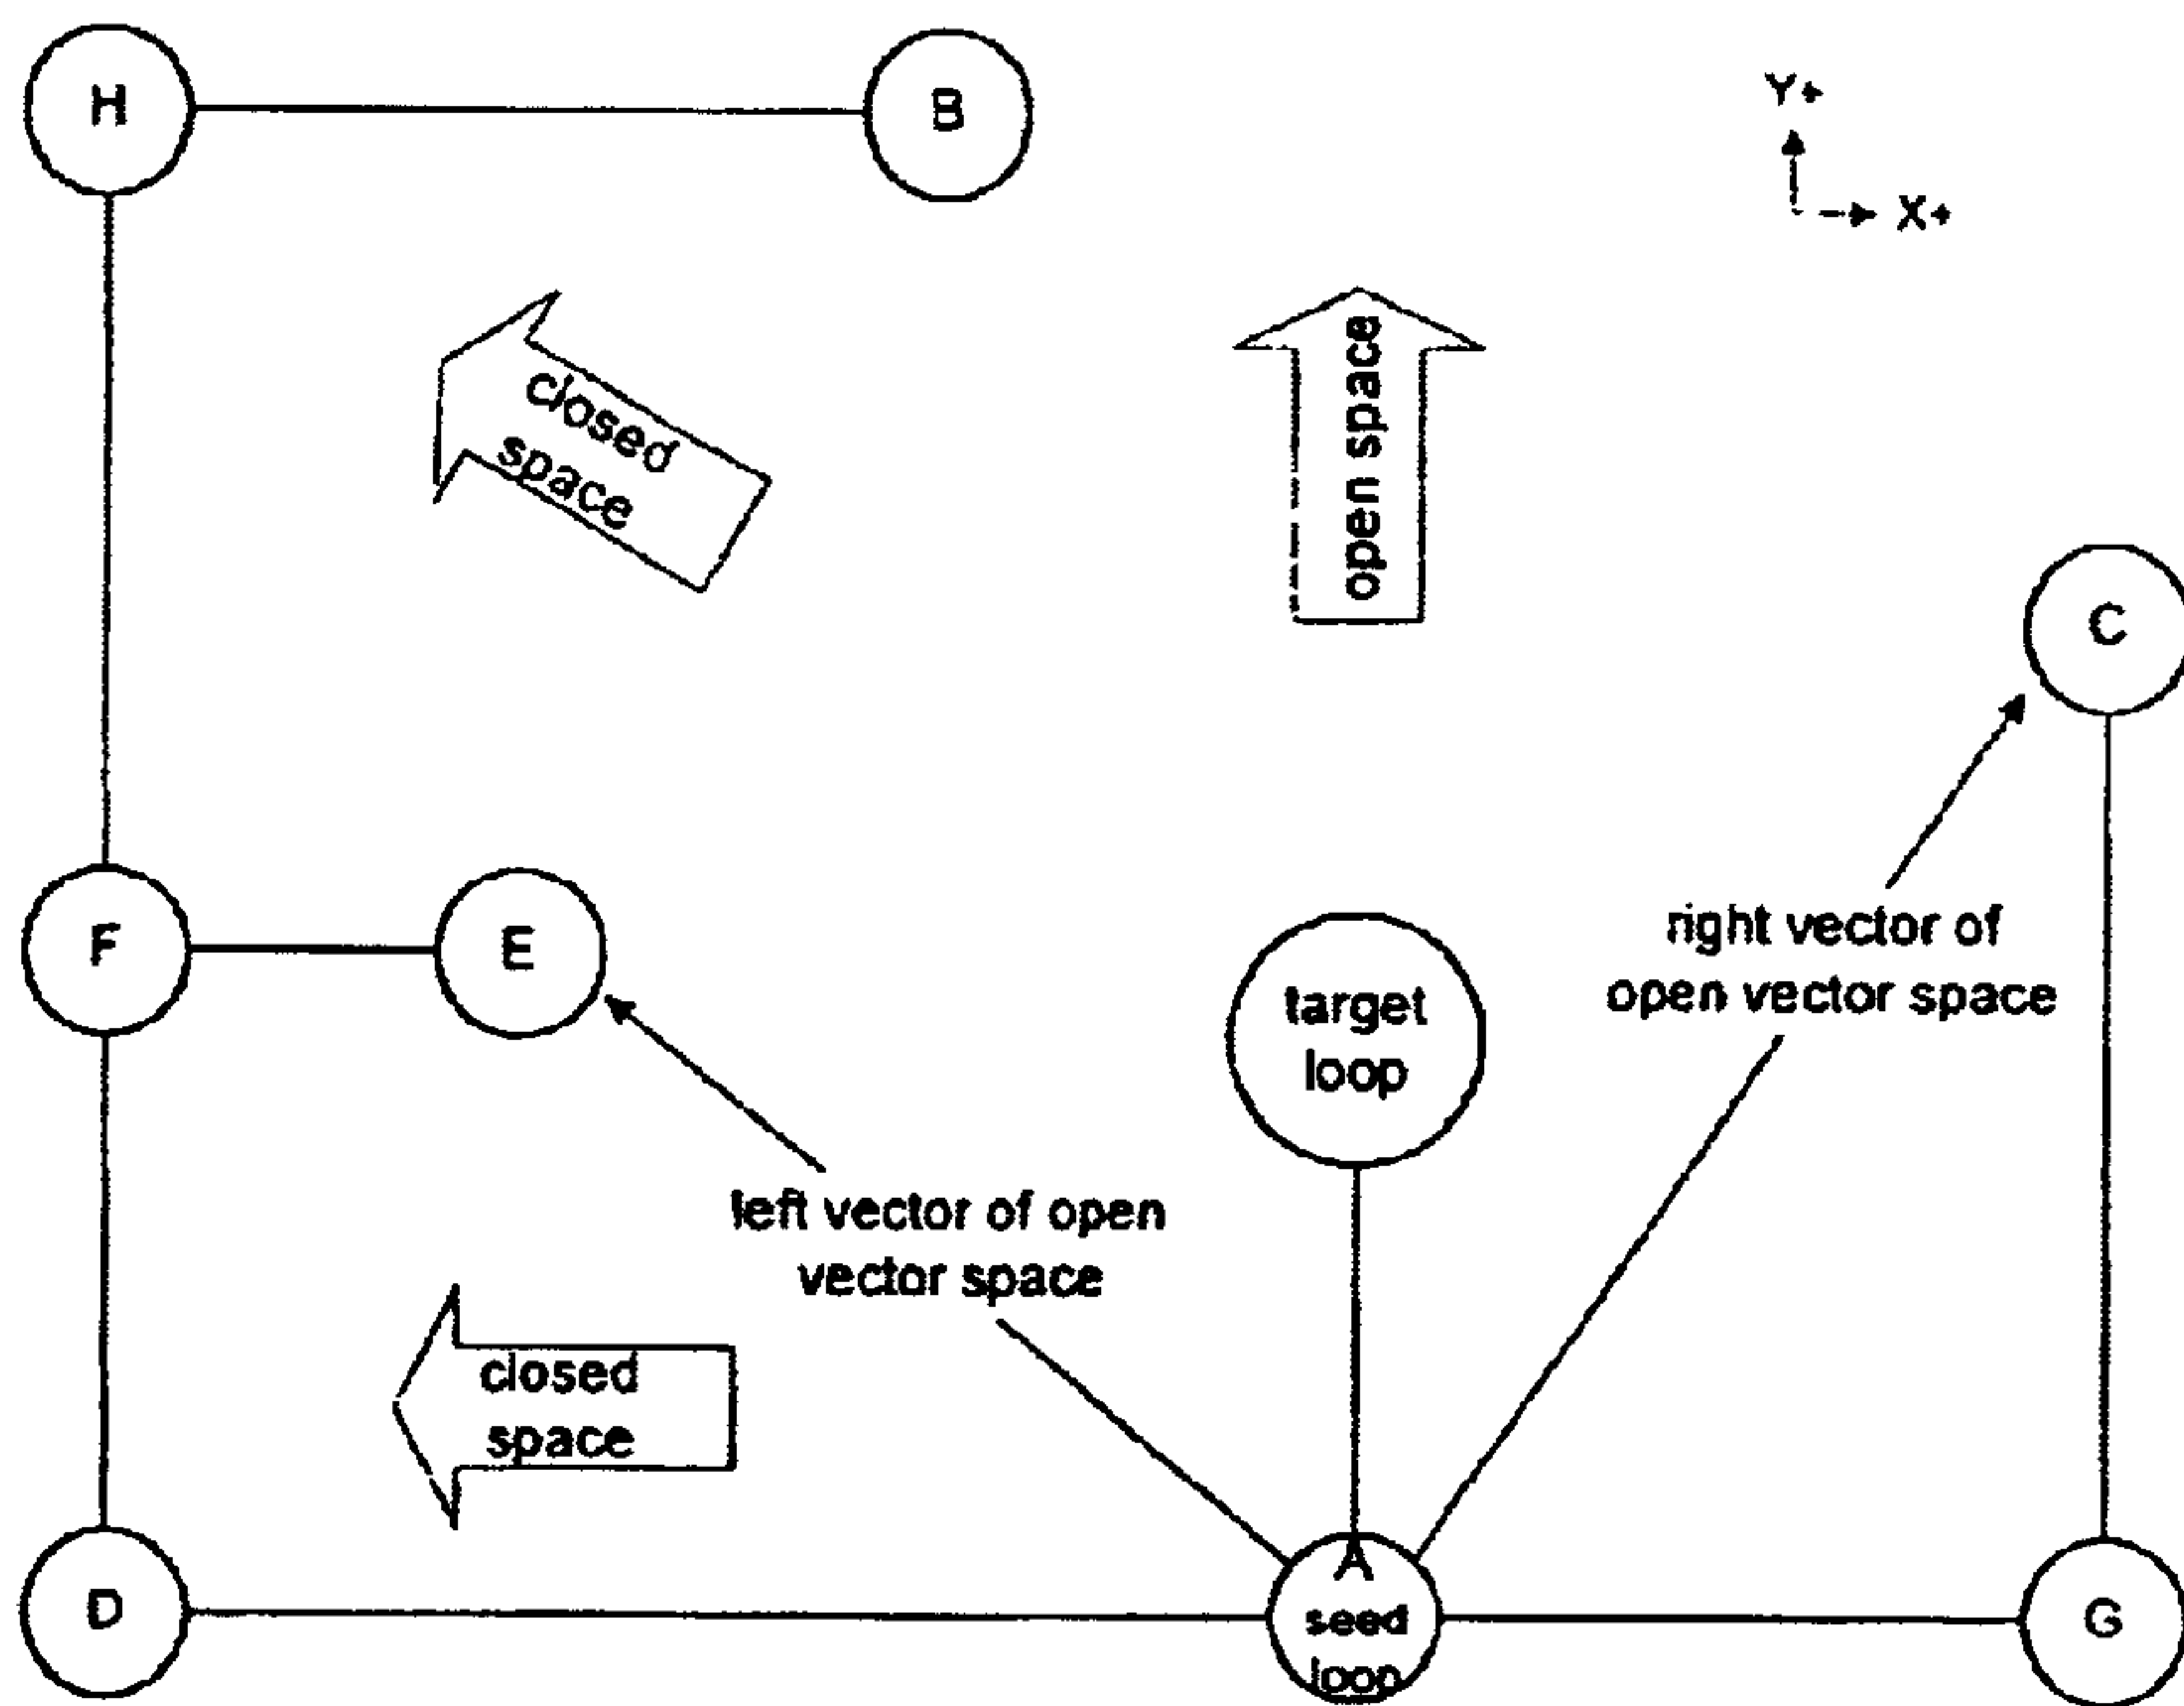 H
B
Y+
X+
closed
space
open space
C
F
E
target
loop
right vector of
open vector space
left vector of open
vector space
closed
space
D
A
seed
loop
G